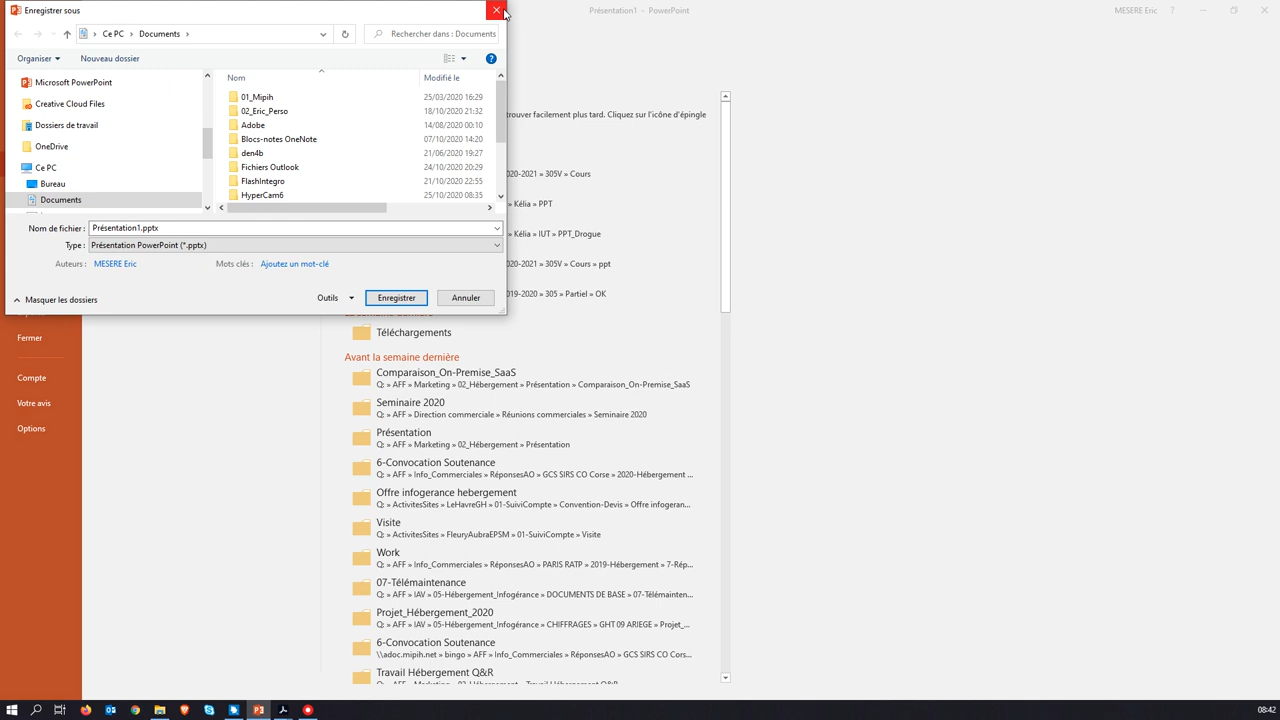 Enregistrer sous
Présentation1 - PowerPoint
MESERE Eric
?
Ce PC
Documents
Rechercher dans : Documents
Organiser
Nouveau dossier
Microsoft PowerPoint
Creative Cloud Files
Dossiers de travail
OneDrive
Ce PC
Bureau
Documents
Nom
Modifié le
01_Mipih 25/03/2020 16:29
02_Eric_Perso 18/10/2020 21:32
Adobe 14/08/2020 00:10
Blocs-notes OneNote 07/10/2020 14:20
den4b 21/06/2020 19:27
Fichiers Outlook 24/10/2020 20:29
FlashIntegro 21/10/2020 22:55
HyperCam6 25/10/2020 08:35
Nom de fichier : Présentation1.pptx
Type : Présentation PowerPoint (*.pptx)
Auteurs : MESERE Eric
Mots clés : Ajoutez un mot-clé
Masquer les dossiers
Outils
Enregistrer
Annuler
trouver facilement plus tard. Cliquez sur l'icône d'épingle
2020-2021 » 305V » Cours
» Kélia » PPT
» Kélia » IUT » PPT_Drogue
2020-2021 » 305V » Cours » ppt
2019-2020 » 305 » Partiel » OK
Fermer
Compte
Votre avis
Options
Téléchargements
Avant la semaine dernière
Comparaison_On-Premise_SaaS
Q: » AFF » Marketing » 02_Hébergement » Présentation » Comparaison_On-Premise_SaaS
Seminaire 2020
Q: » AFF » Direction commerciale » Réunions commerciales » Seminaire 2020
Présentation
Q: » AFF » Marketing » 02_Hébergement » Présentation
6-Convocation Soutenance
Q: » AFF » Info_Commerciales » RéponsesAO » GCS SIRS CO Corse » 2020-Hébergement ...
Offre infogerance hebergement
Q: » ActivitesSites » LeHavreGH » 01-SuiviCompte » Convention-Devis » Offre infogeran...
Visite
Q: » ActivitesSites » FleuryAubraEPSM » 01-SuiviCompte » Visite
Work
Q: » AFF » Info_Commerciales » RéponsesAO » PARIS RATP » 2019-Hébergement » 7-Rép...
07-Télémaintenance
Q: » AFF » IAV » 05-Hébergement_Infogérance » DOCUMENTS DE BASE » 07-Télémainten...
Projet_Hébergement_2020
Q: » AFF » IAV » 05-Hébergement_Infogérance » CHIFFRAGES » GHT 09 ARIEGE » Projet_...
6-Convocation Soutenance
\\adoc.mipih.net » bingo » AFF » Info_Commerciales » RéponsesAO » GCS SIRS CO Cors...
Travail Hébergement Q&R
08:42